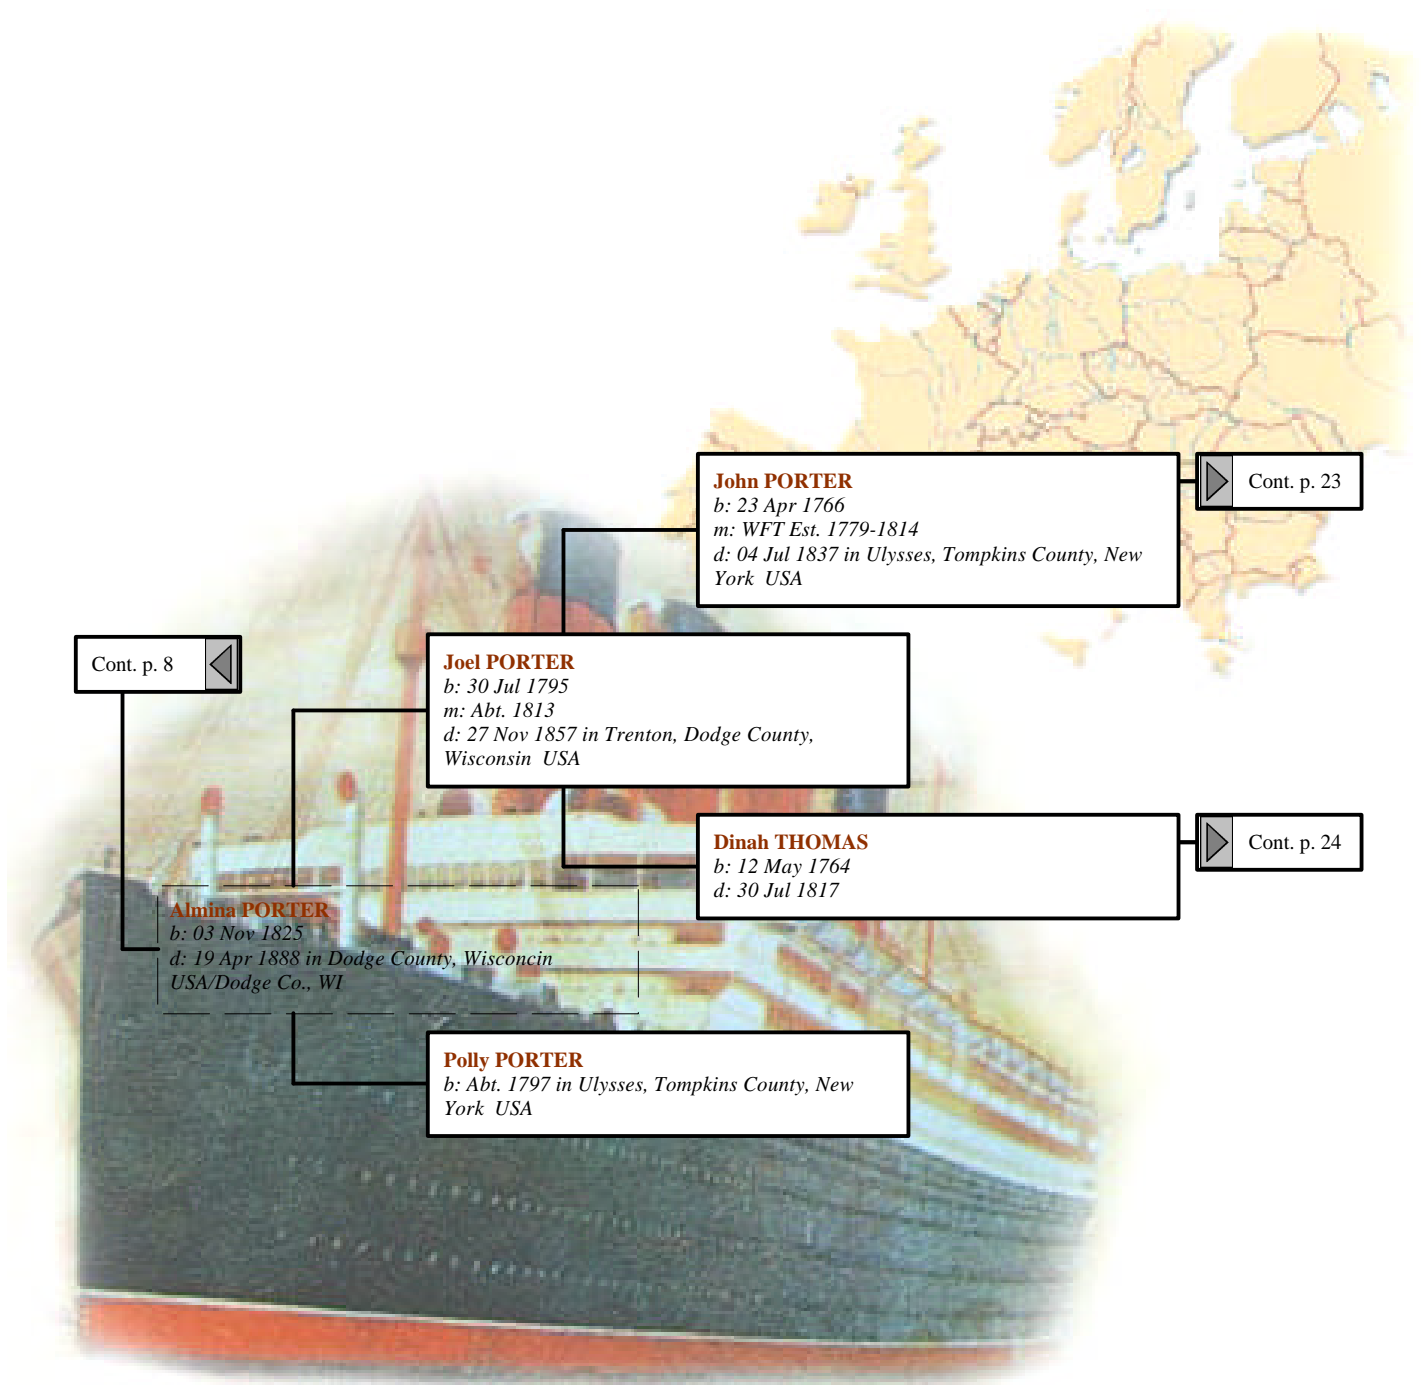 John PORTER
b: 23 Apr 1766
m: WFT Est. 1779-1814
d: 04 Jul 1837 in Ulysses, Tompkins County, New
York USA
Cont. p. 23
Cont. p. 8
Joel PORTER
b: 30 Jul 1795
m: Abt. 1813
d: 27 Nov 1857 in Trenton, Dodge County,
Wisconsin USA
Dinah THOMAS
b: 12 May 1764
d: 30 Jul 1817
Cont. p. 24
Almina PORTER
b: 03 Nov 1825
d: 19 Apr 1888 in Dodge County, Wisconcin
USA/Dodge Co., WI
Polly PORTER
b: Abt. 1797 in Ulysses, Tompkins County, New
York USA